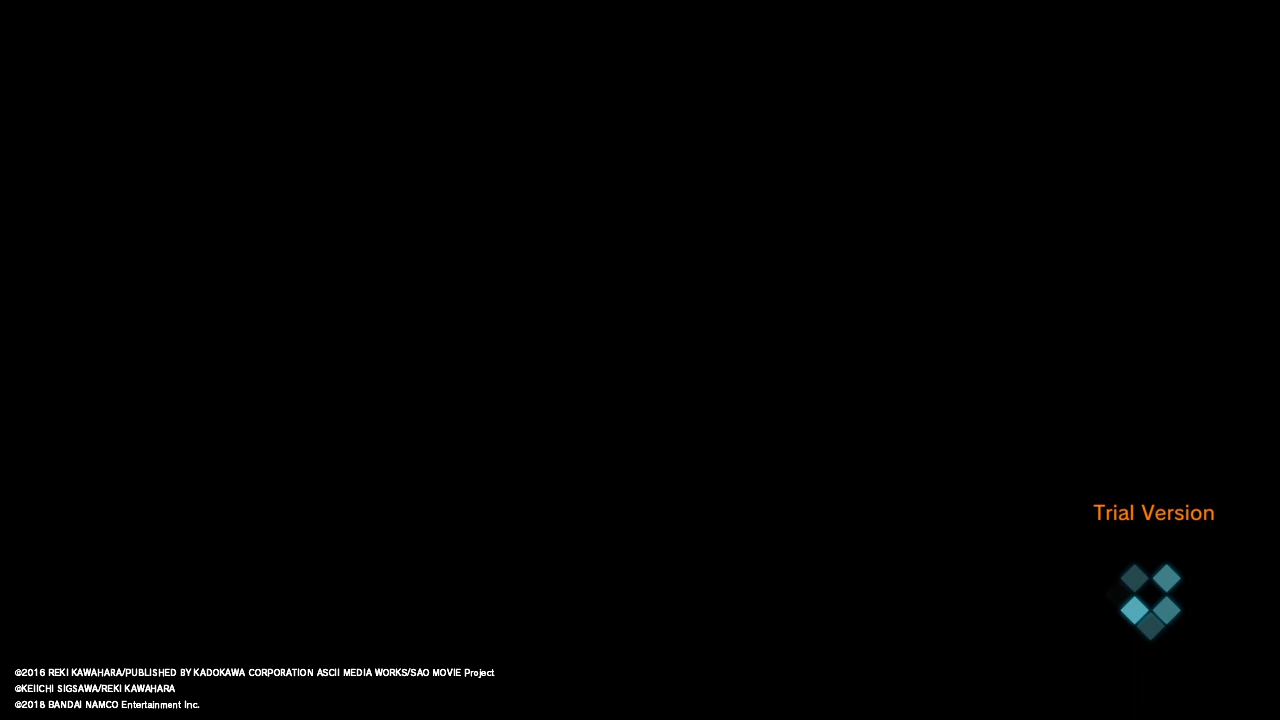 Trial Version
©2016 REKI KAWAHARA/PUBLISHED BY KADOKAWA CORPORATION ASCII MEDIA WORKS/SAO MOVIE Project
©KEIICHI SIGSAWA/REKI KAWAHARA
©2018 BANDAI NAMCO Entertainment Inc.